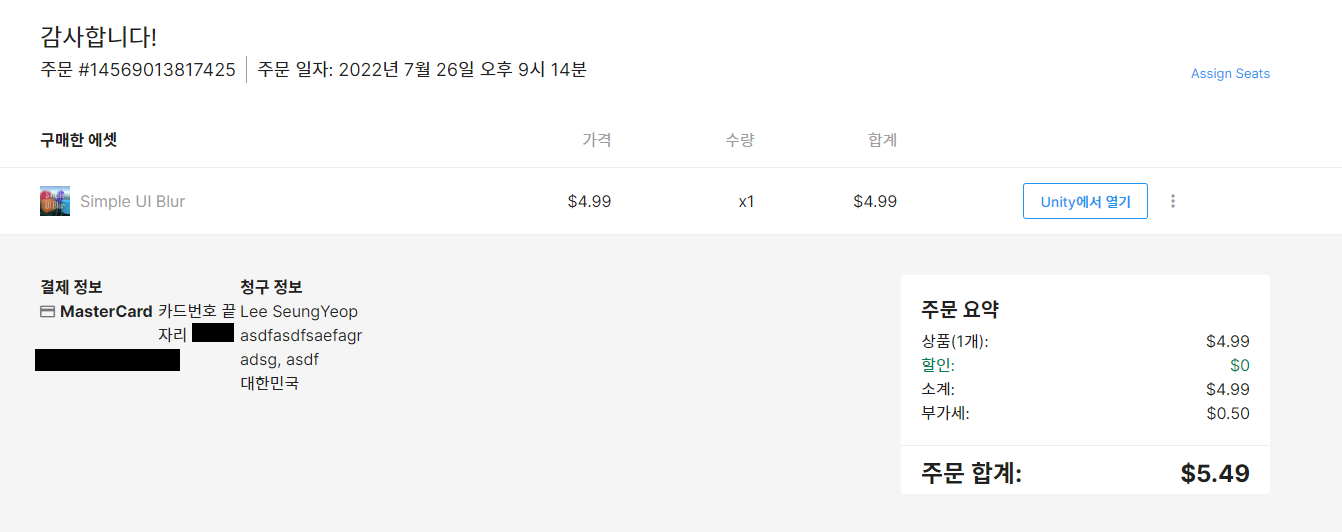 감사합니다!
주문 #14569013817425 | 주문 일자: 2022년 7월 26일 오후 9시 14분
Assign Seats
구매한 에셋 가격 수량 합계
Simple UI Blur $4.99 x1 $4.99 Unity에서 열기
결제 정보
MasterCard 카드번호 끝
자리
청구 정보
Lee SeungYeop
asdfasdfsaefagr
adsg, asdf
대한민국
주문 요약
상품(1개): $4.99
할인: $0
소계: $4.99
부가세: $0.50
주문 합계: $5.49